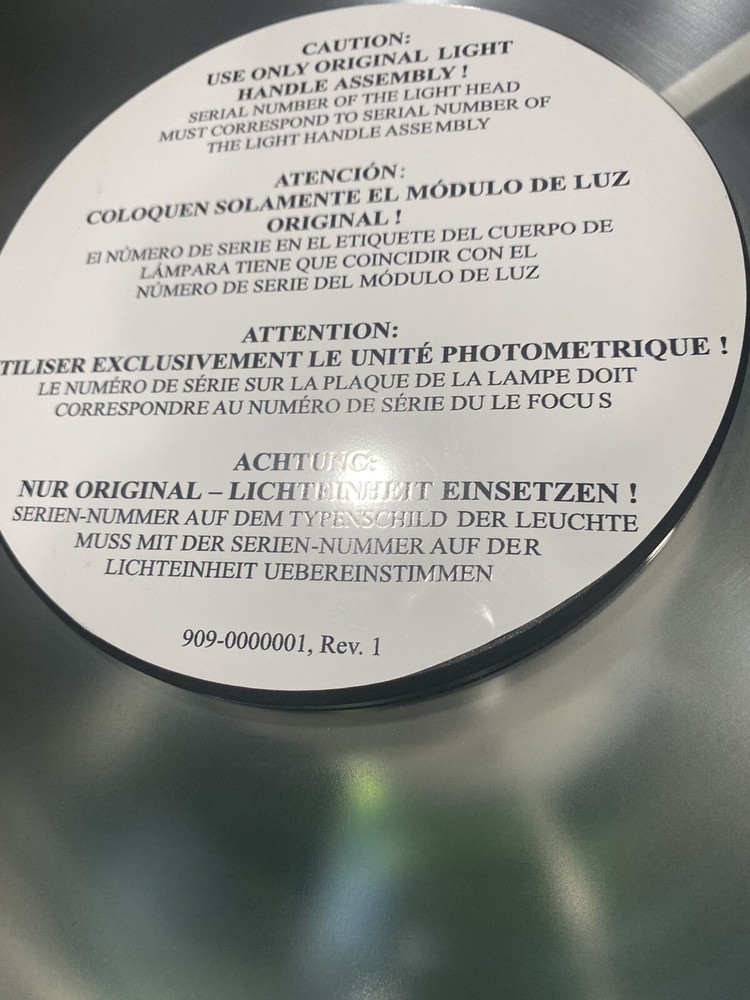 CAUTION:
USE ONLY ORIGINAL LIGHT
HANDLE ASSEMBLY !
SERIAL NUMBER OF THE LIGHT HEAD
MUST CORRESPOND TO SERIAL NUMBER OF
THE LIGHT HANDLE ASSEMBLY
ATENCIÓN:
COLOQUEN SOLAMENTE EL MÓDULO DE LUZ
ORIGINAL !
El NÚMERO DE SERIE EN EL ETIQUETE DEL CUERPO DE
LÁMPARA TIENE QUE COINCIDIR CON EL
NÚMERO DE SERIE DEL MÓDULO DE LUZ
ATTENTION:
TILISER EXCLUSIVEMENT LE UNITÉ PHOTOMETRIQUE !
LE NUMÉRO DE SÉRIE SUR LA PLAQUE DE LA LAMPE DOIT
CORRESPONDRE AU NUMÉRO DE SÉRIE DU LE FOCUS
ACHTUNG:
NUR ORIGINAL – LICHTEINHEIT EINSETZEN !
SERIEN-NUMMER AUF DEM TYPENSCHILD DER LEUCHTE
MUSS MIT DER SERIEN-NUMMER AUF DER
LICHTEINHEIT UEBEREINSTIMMEN
909-0000001, Rev. 1